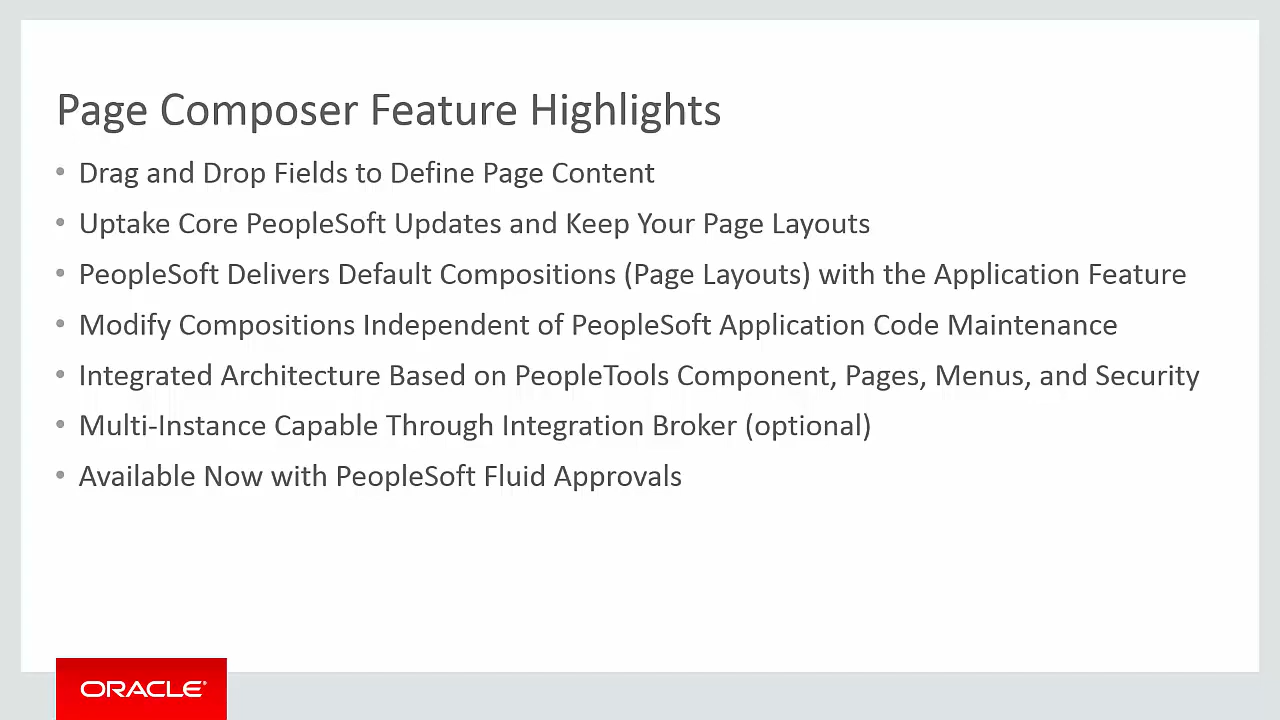 Page Composer Feature Highlights
• Drag and Drop Fields to Define Page Content
• Uptake Core PeopleSoft Updates and Keep Your Page Layouts
• PeopleSoft Delivers Default Compositions (Page Layouts) with the Application Feature
• Modify Compositions Independent of PeopleSoft Application Code Maintenance
• Integrated Architecture Based on PeopleTools Component, Pages, Menus, and Security
• Multi-Instance Capable Through Integration Broker (optional)
• Available Now with PeopleSoft Fluid Approvals
ORACLE®